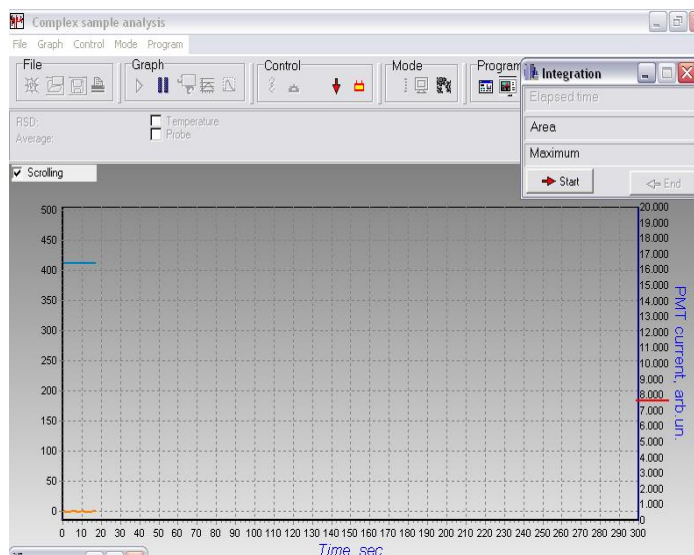 Complex sample analysis
File Graph Control Mode Program
File Graph Control Mode Program
Integration
Elapsed time
Area
Maximum
Start End
RSD:
Average:
Temperature
Probe
Scrolling
500
450
400
350
300
250
200
150
100
50
0
20.000
19.000
18.000
17.000
16.000
15.000
14.000
13.000
12.000
11.000
10.000
9.000
8.000
7.000
6.000
5.000
4.000
3.000
2.000
1.000
0
PMT current, arb.un.
0 10 20 30 40 50 60 70 80 90 100 110 120 130 140 150 160 170 180 190 200 210 220 230 240 250 260 270 280 290 300
Time sec